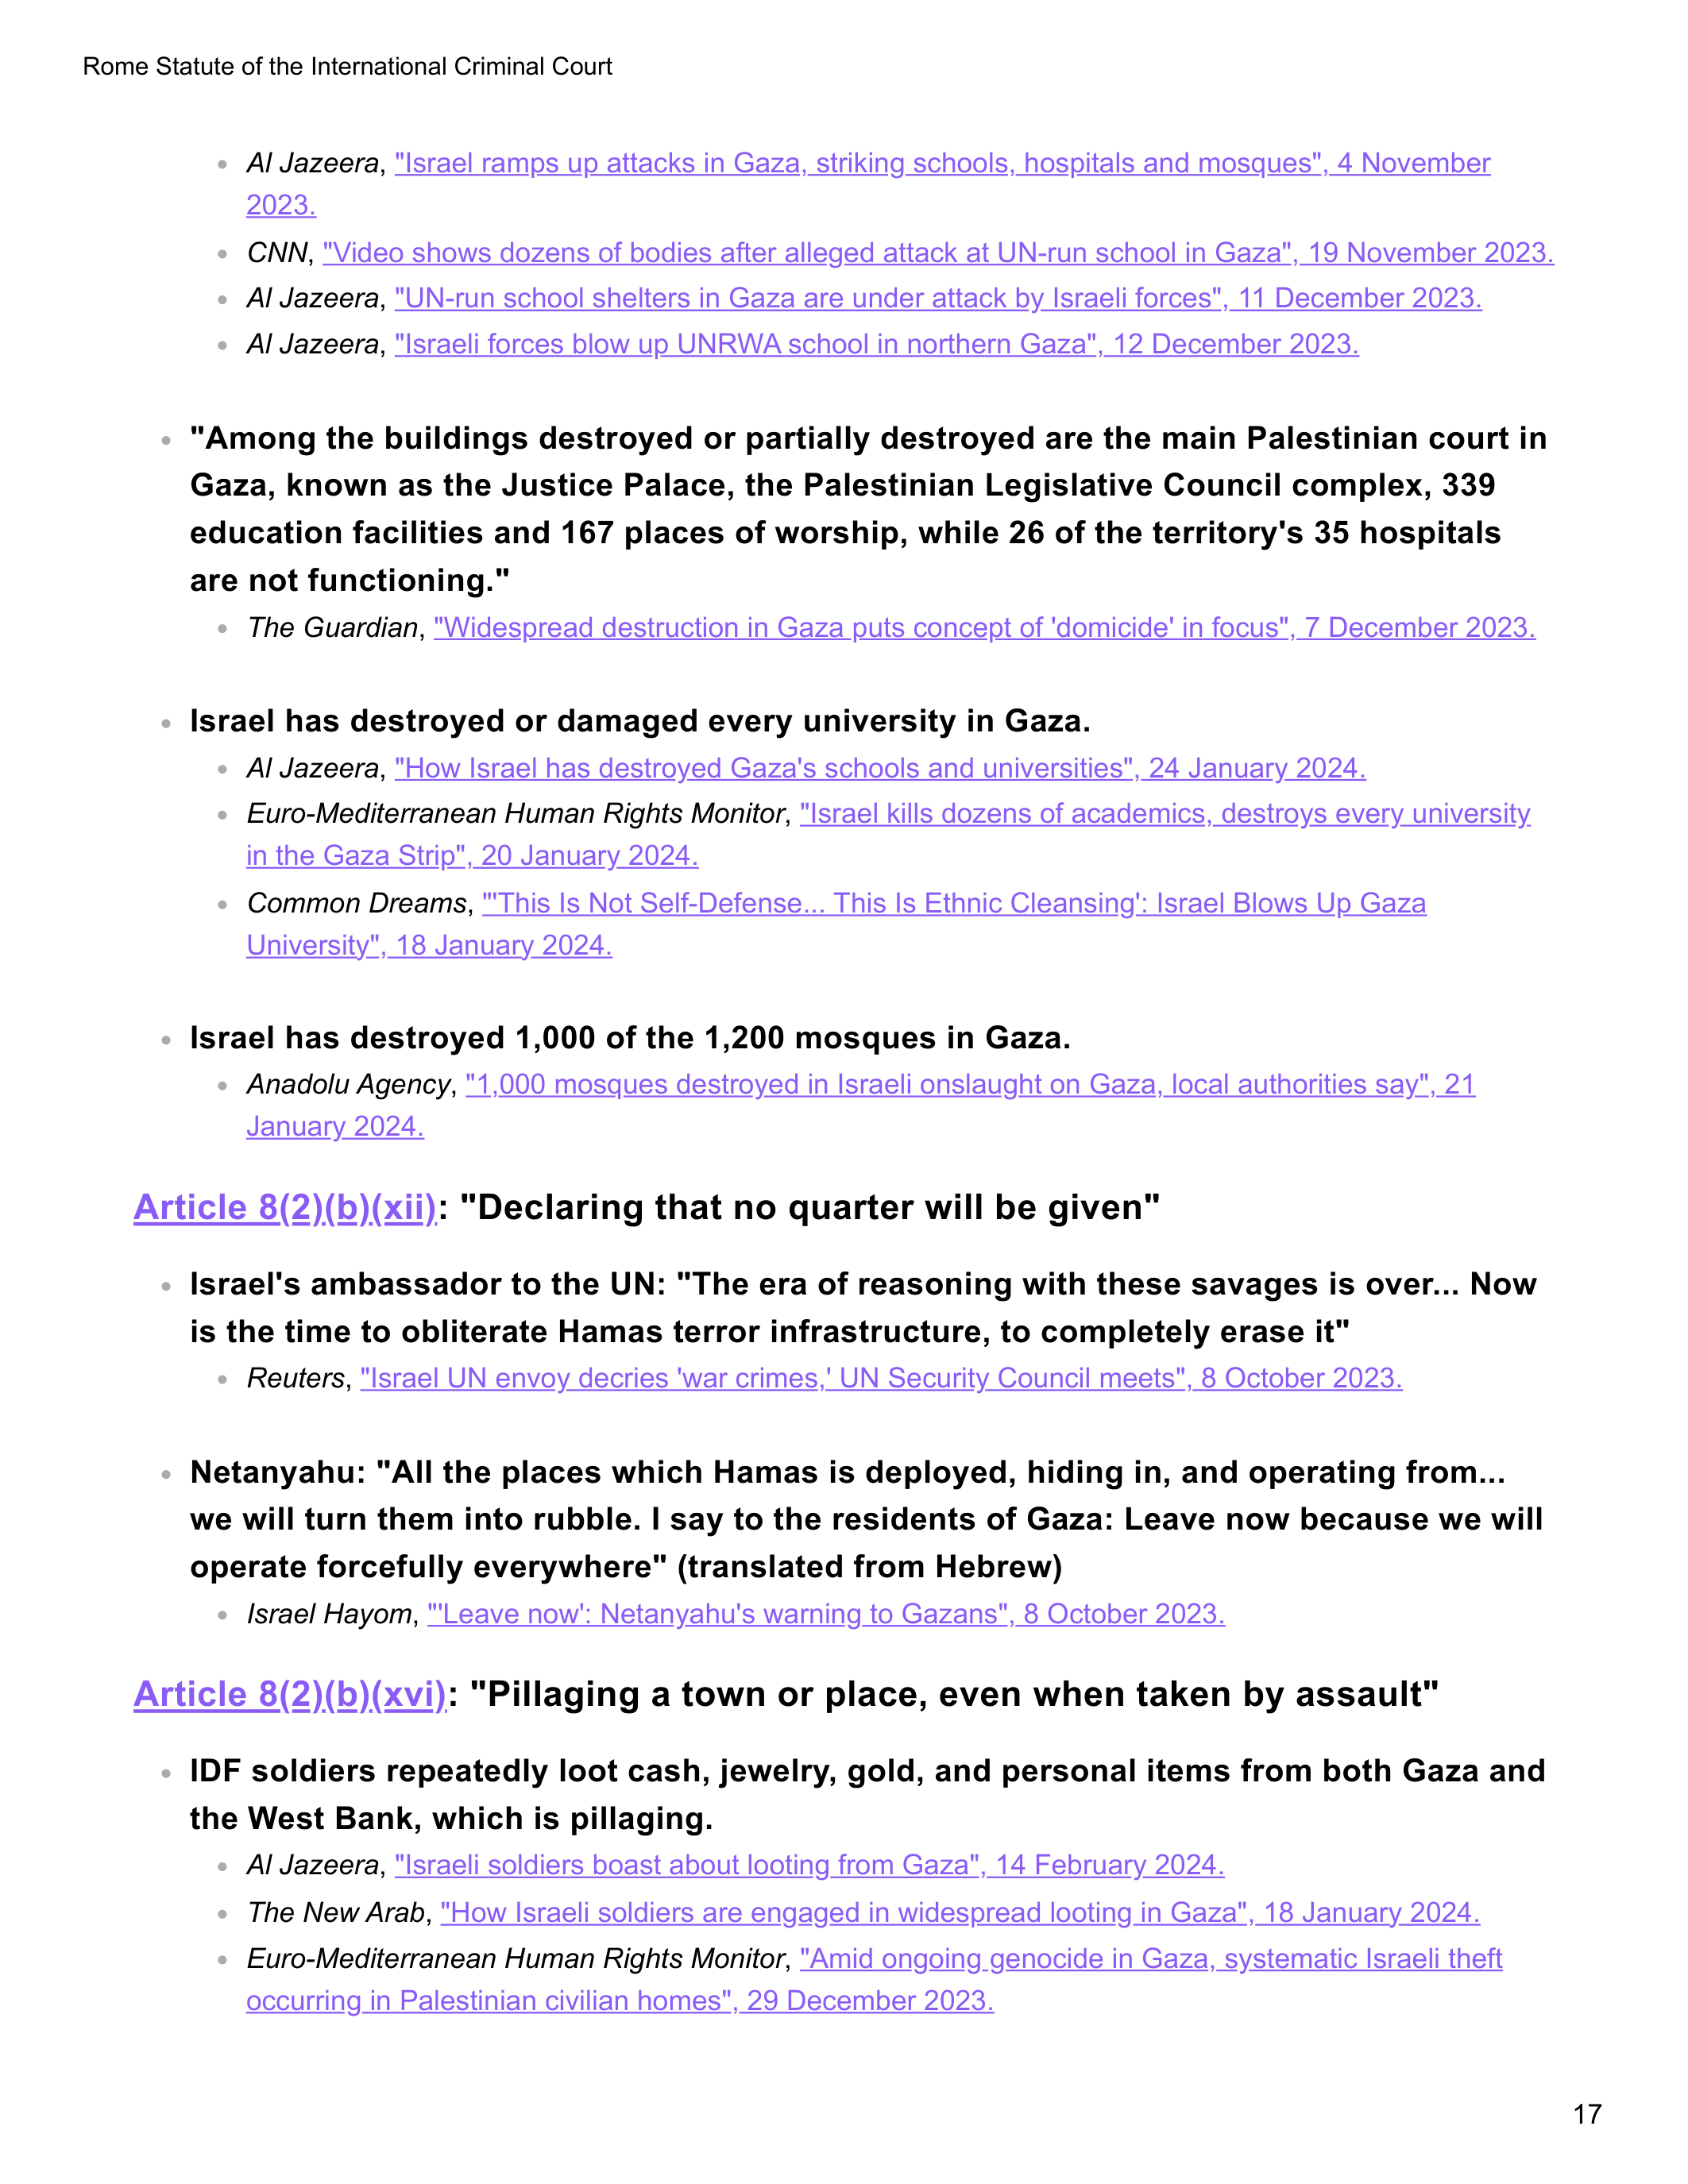 Rome Statute of the International Criminal Court
• Al Jazeera, "Israel ramps up attacks in Gaza, striking schools, hospitals and mosques", 4 November
2023.
• CNN, "Video shows dozens of bodies after alleged attack at UN-run school in Gaza", 19 November 2023.
• Al Jazeera, "UN-run school shelters in Gaza are under attack by Israeli forces", 11 December 2023.
• Al Jazeera, "Israeli forces blow up UNRWA school in northern Gaza", 12 December 2023.
• "Among the buildings destroyed or partially destroyed are the main Palestinian court in
Gaza, known as the Justice Palace, the Palestinian Legislative Council complex, 339
education facilities and 167 places of worship, while 26 of the territory's 35 hospitals
are not functioning."
• The Guardian, "Widespread destruction in Gaza puts concept of 'domicide' in focus", 7 December 2023.
• Israel has destroyed or damaged every university in Gaza.
• Al Jazeera, "How Israel has destroyed Gaza's schools and universities", 24 January 2024.
• Euro-Mediterranean Human Rights Monitor, "Israel kills dozens of academics, destroys every university
in the Gaza Strip", 20 January 2024.
• Common Dreams, "'This Is Not Self-Defense... This Is Ethnic Cleansing': Israel Blows Up Gaza
University", 18 January 2024.
• Israel has destroyed 1,000 of the 1,200 mosques in Gaza.
• Anadolu Agency, "1,000 mosques destroyed in Israeli onslaught on Gaza, local authorities say", 21
January 2024.
Article 8(2)(b)(xii): "Declaring that no quarter will be given"
• Israel's ambassador to the UN: "The era of reasoning with these savages is over... Now
is the time to obliterate Hamas terror infrastructure, to completely erase it"
• Reuters, "Israel UN envoy decries 'war crimes,' UN Security Council meets", 8 October 2023.
• Netanyahu: "All the places which Hamas is deployed, hiding in, and operating from...
we will turn them into rubble. I say to the residents of Gaza: Leave now because we will
operate forcefully everywhere" (translated from Hebrew)
• Israel Hayom, "'Leave now': Netanyahu's warning to Gazans", 8 October 2023.
Article 8(2)(b)(xvi): "Pillaging a town or place, even when taken by assault"
• IDF soldiers repeatedly loot cash, jewelry, gold, and personal items from both Gaza and
the West Bank, which is pillaging.
• Al Jazeera, "Israeli soldiers boast about looting from Gaza", 14 February 2024.
• The New Arab, "How Israeli soldiers are engaged in widespread looting in Gaza", 18 January 2024.
• Euro-Mediterranean Human Rights Monitor, "Amid ongoing genocide in Gaza, systematic Israeli theft
occurring in Palestinian civilian homes", 29 December 2023.
17